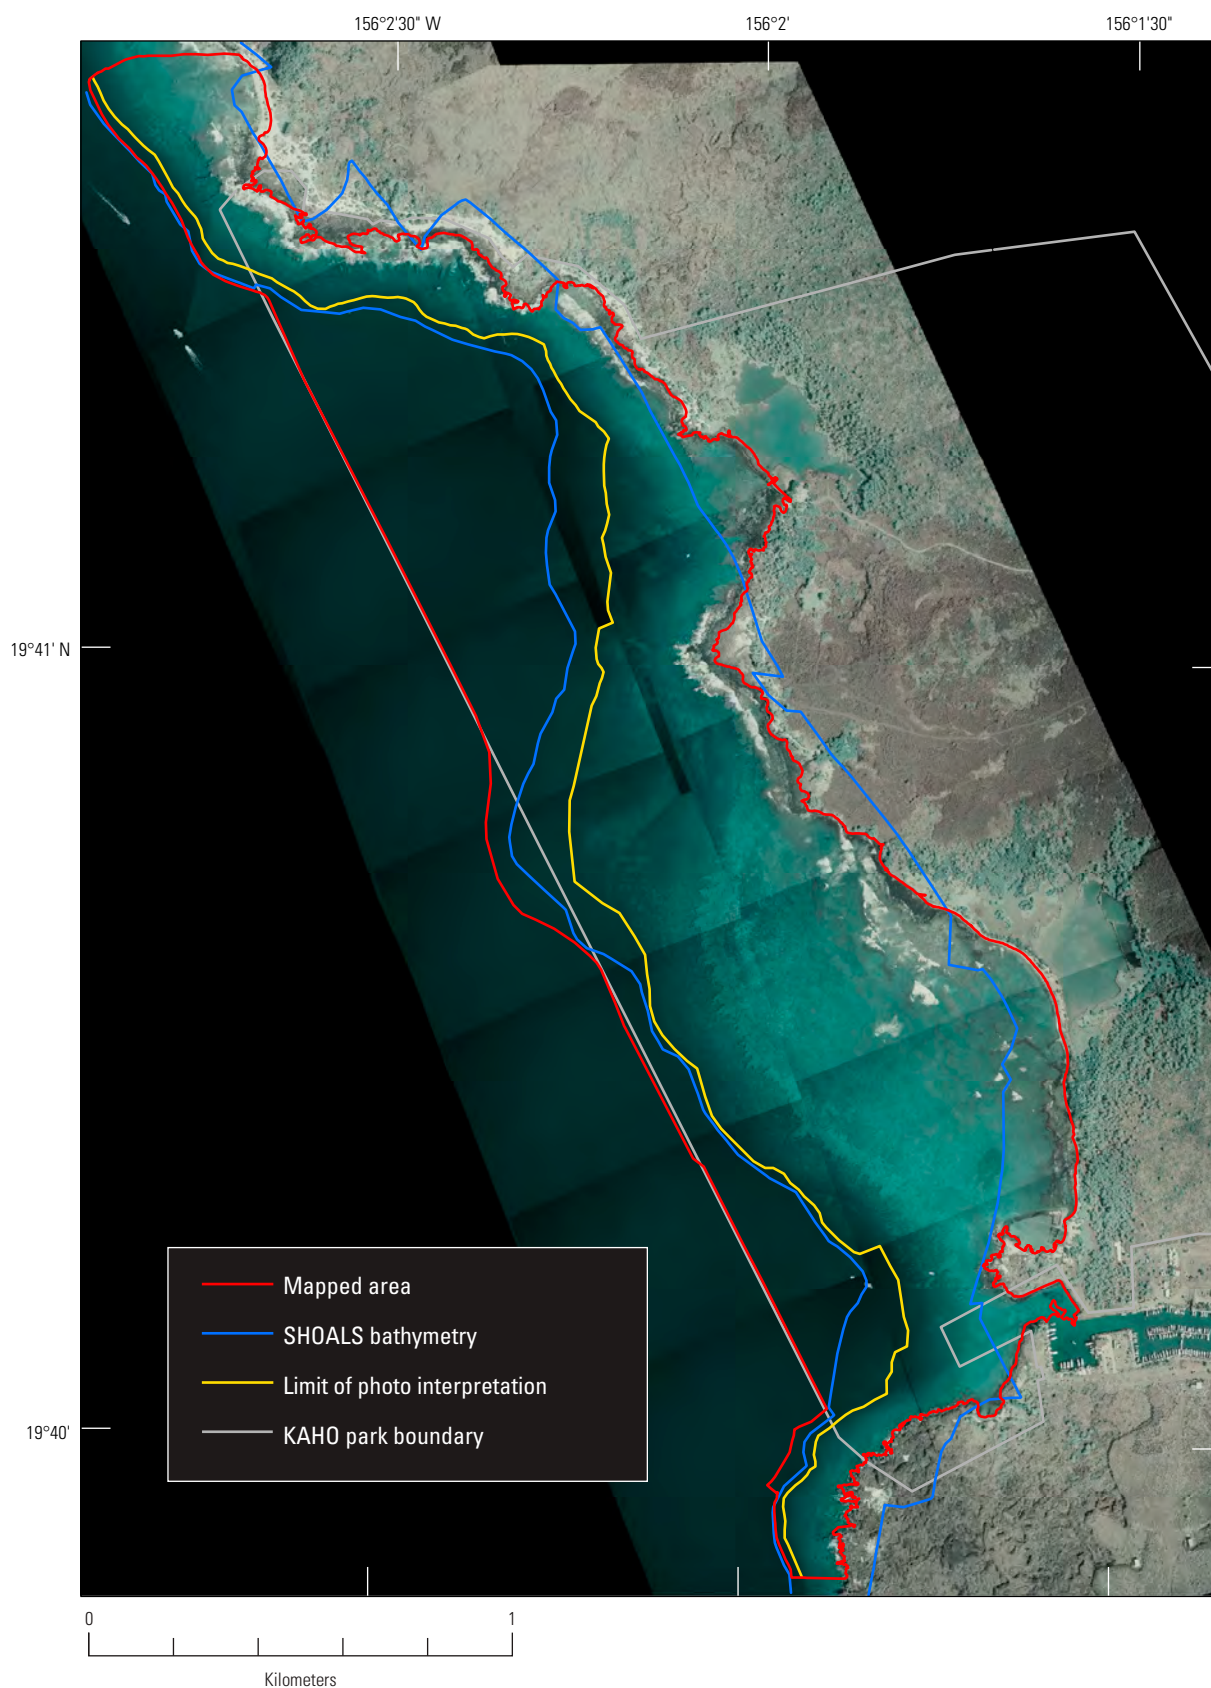 156°2'30" W
156°2'
156°1'30"
19°41' N
19°40'
Mapped area
SHOALS bathymetry
Limit of photo interpretation
KAHO park boundary
0
1
Kilometers